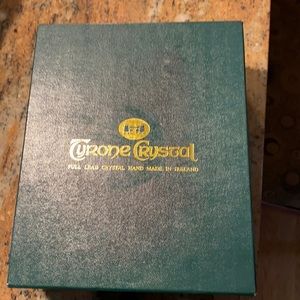 Tyrone Crystal
FULL LEAD CRYSTAL HAND MADE IN IRELAND